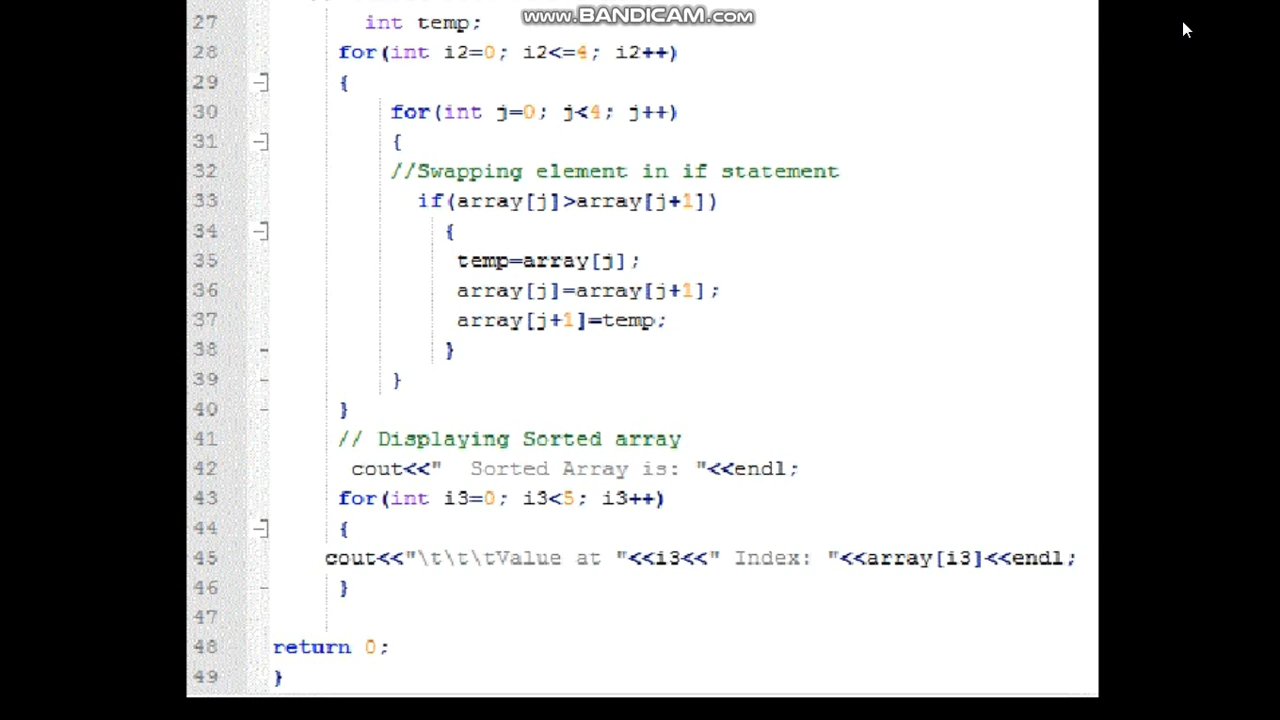 www.BANDICAM.com
27 int temp;
28 for(int i2=0; i2<=4; i2++)
29 {
30 for(int j=0; j<4; j++)
31 {
32 //Swapping element in if statement
33 if(array[j]>array[j+1])
34 {
35 temp=array[j];
36 array[j]=array[j+1];
37 array[j+1]=temp;
38 }
39 }
40 }
41 // Displaying Sorted array
42 cout<<"  Sorted Array is: "<<endl;
43 for(int i3=0; i3<5; i3++)
44 {
45 cout<<"\t\t\tValue at "<<i3<<" Index: "<<array[i3]<<endl;
46 }
47
48 return 0;
49 }